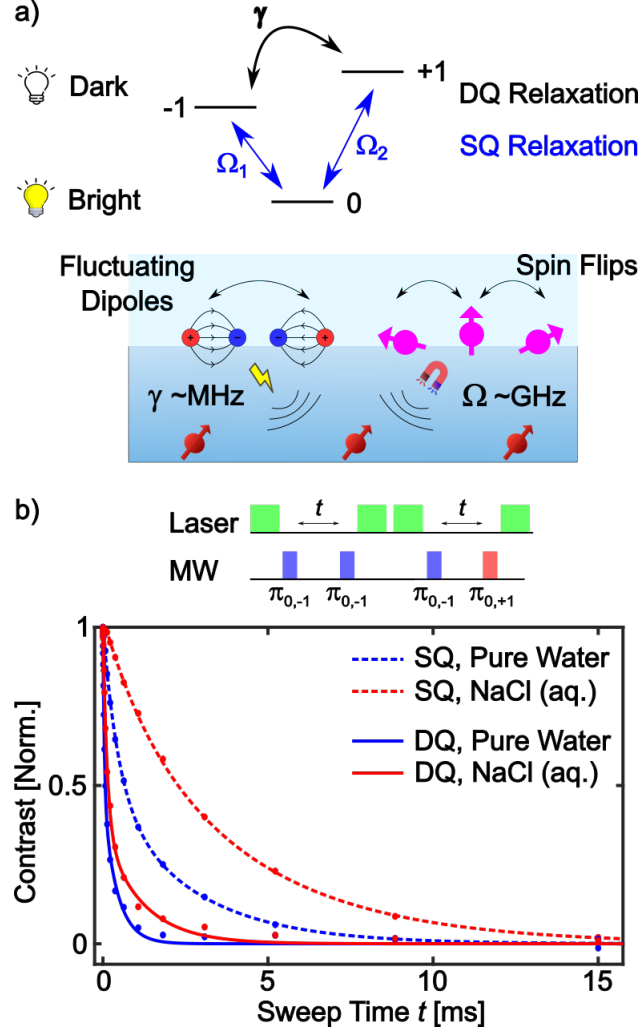 a)
γ
Dark
-1
+1
DQ Relaxation
Ω1
Ω2
SQ Relaxation
Bright
0
Fluctuating
Dipoles
Spin Flips
+
−
−
+
γ ~MHz
Ω ~GHz
b)
Laser
t
t
MW
π0,-1
π0,-1
π0,-1
π0,+1
1
0.5
0
Contrast [Norm.]
SQ, Pure Water
SQ, NaCl (aq.)
DQ, Pure Water
DQ, NaCl (aq.)
0
5
10
15
Sweep Time t [ms]